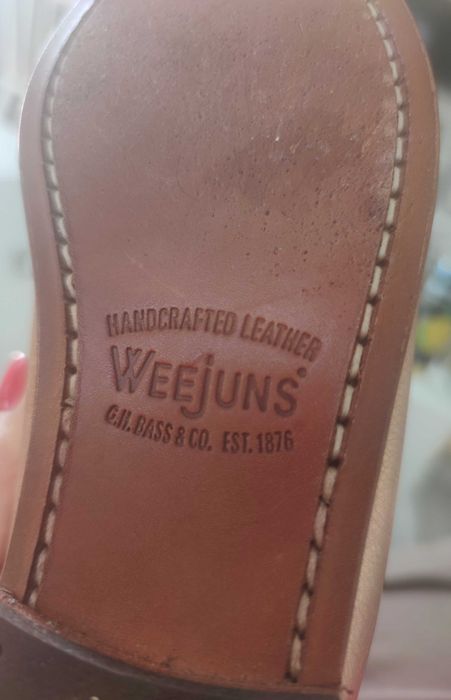 HANDCRAFTED LEATHER
WEEjUNS®
G.H. BASS & CO. EST. 1876